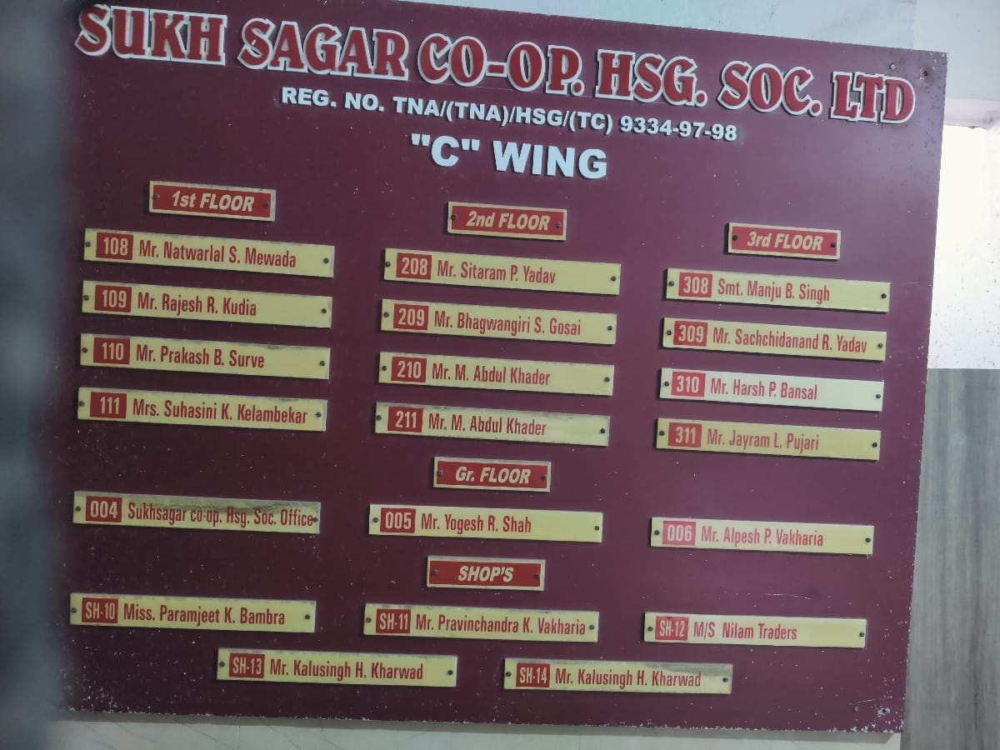 SUKH SAGAR CO-OP. HSG. SOC. LTD
REG. NO. TNA/(TNA)/HSG/(TC) 9334-97-98
"C" WING
1st FLOOR
108 Mr. Natwarlal S. Mewada
109 Mr. Rajesh R. Kudia
110 Mr. Prakash B. Surve
111 Mrs. Suhasini K. Kelambekar
2nd FLOOR
208 Mr. Sitaram P. Yadav
209 Mr. Bhagwangiri S. Gosai
210 Mr. M. Abdul Khader
211 Mr. M. Abdul Khader
3rd FLOOR
308 Smt. Manju B. Singh
309 Mr. Sachchidanand R. Yadav
310 Mr. Harsh P. Bansal
311 Mr. Jayram L. Pujari
Gr. FLOOR
004 Sukhsagar co-op. Hsg. Soc. Office
005 Mr. Yogesh R. Shah
006 Mr. Alpesh P. Vakharia
SHOP'S
SH-10 Miss. Paramjeet K. Bambra
SH-11 Mr. Pravinchandra K. Vakharia
SH-12 M/S Nilam Traders
SH-13 Mr. Kalusingh H. Kharwad
SH-14 Mr. Kalusingh H. Kharwad